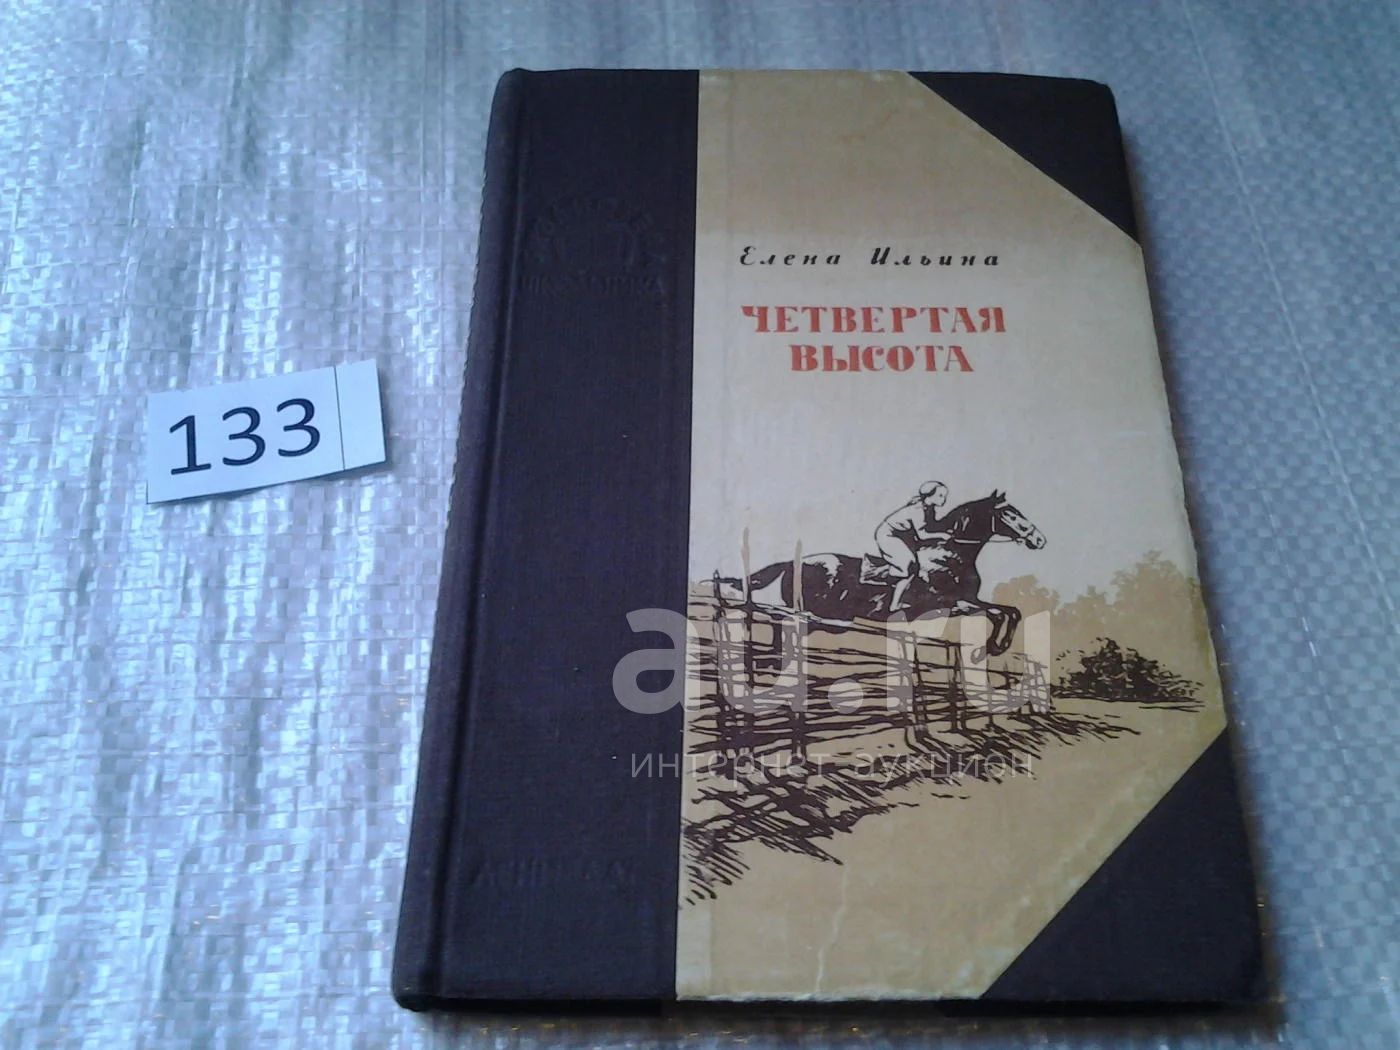 133
Елена Ильина
ЧЕТВЕРТАЯ
ВЫСОТА
au.ru
интернет аукцион